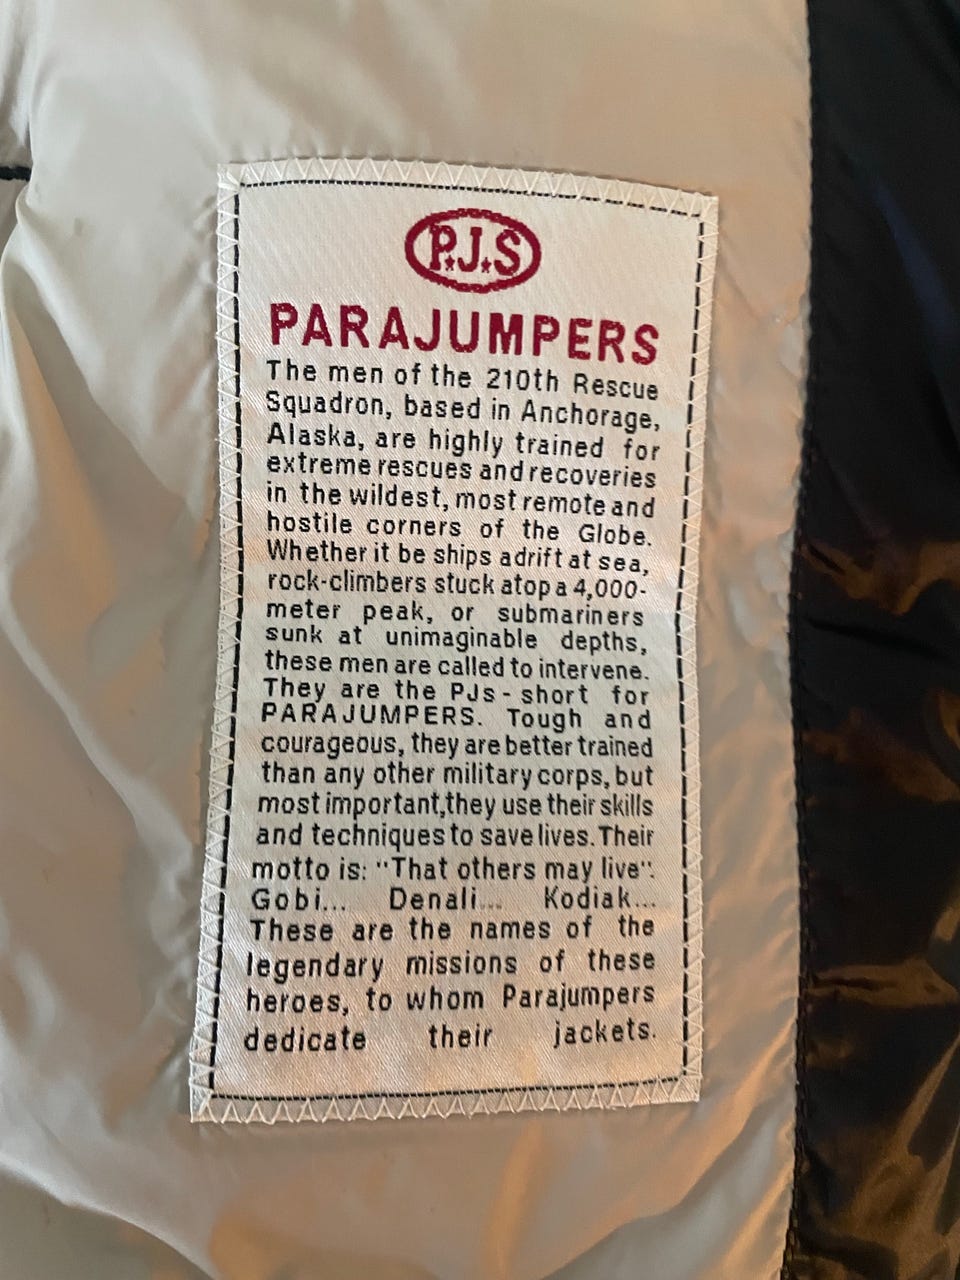 P.J.S
PARAJUMPERS
The men of the 210th Rescue
Squadron, based in Anchorage,
Alaska, are highly trained for
extreme rescues and recoveries
in the wildest, most remote and
hostile corners of the Globe.
Whether it be ships adrift at sea,
rock-climbers stuck atop a 4,000-
meter peak, or submariners
sunk at unimaginable depths,
these men are called to intervene.
They are the PJs - short for
PARAJUMPERS. Tough and
courageous, they are better trained
than any other military corps, but
most important,they use their skills
and techniques to save lives. Their
motto is: "That others may live".
Gobi... Denali... Kodiak...
These are the names of the
legendary missions of these
heroes, to whom Parajumpers
dedicate their jackets.